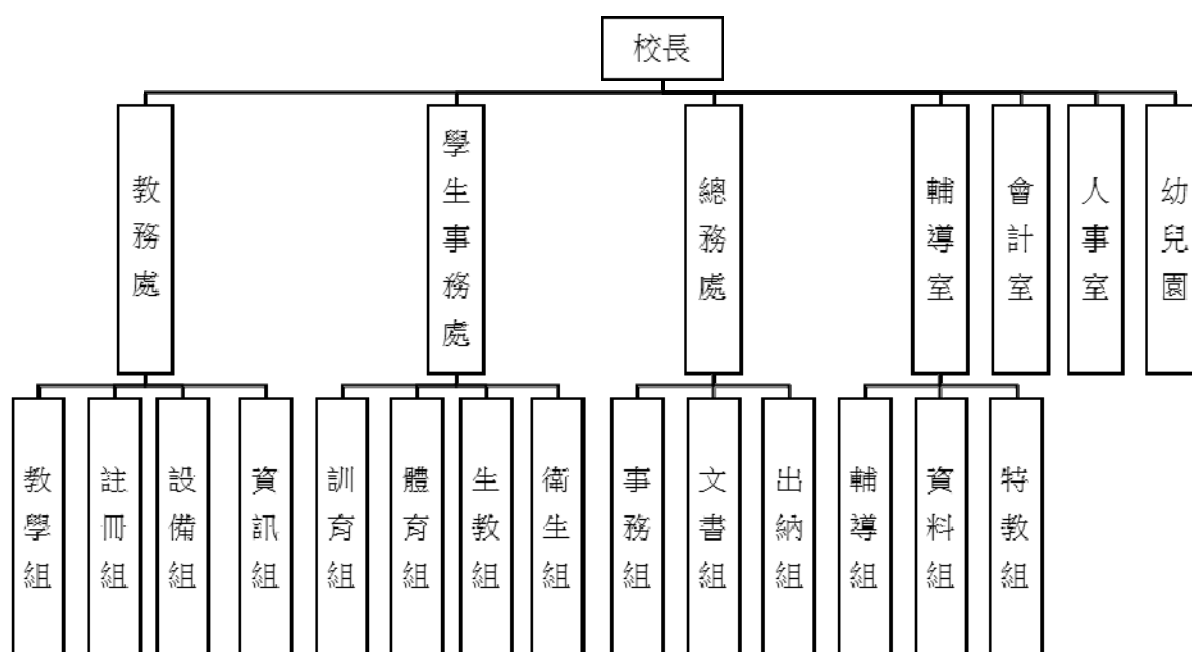 校長
教務處
學生事務處
總務處
輔導室
會計室
人事室
幼兒園
教學組
註冊組
設備組
資訊組
訓育組
體育組
生教組
衛生組
事務組
文書組
出納組
輔導組
資料組
特教組